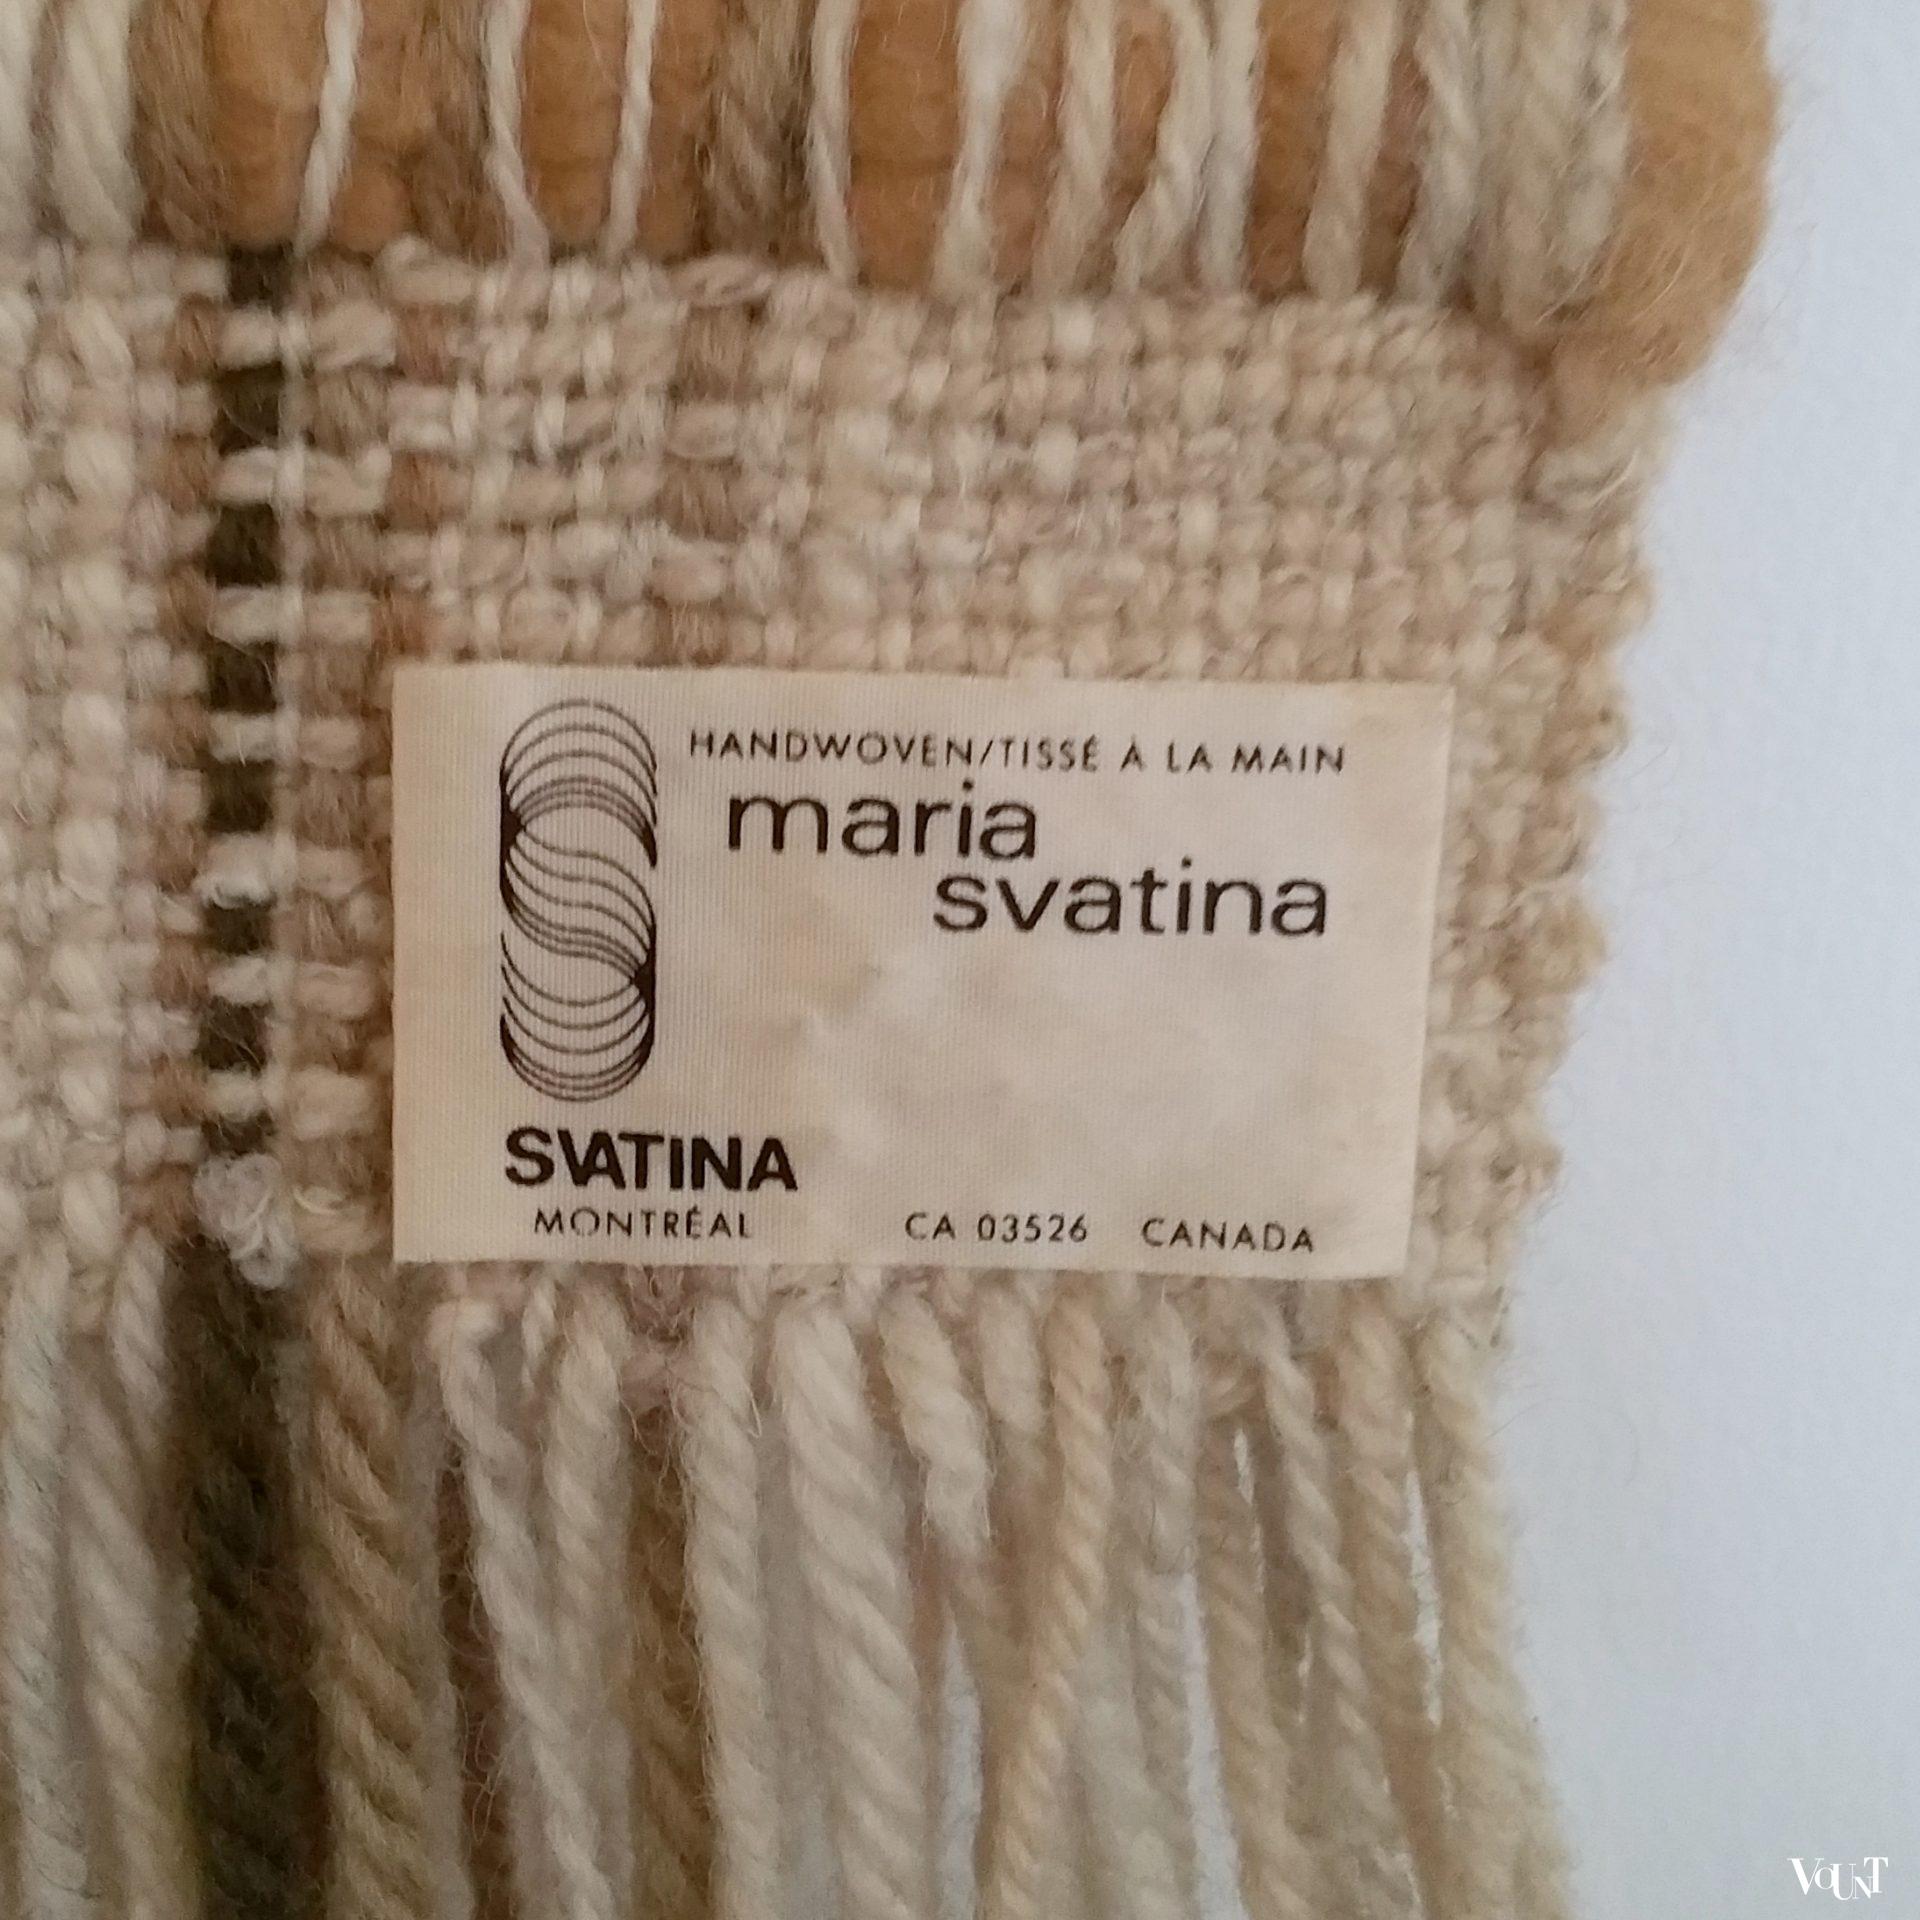 HANDWOVEN/TISSÉ À LA MAIN
maria
svatina
SVATINA
MONTRÉAL CA 03526 CANADA
VOUNT